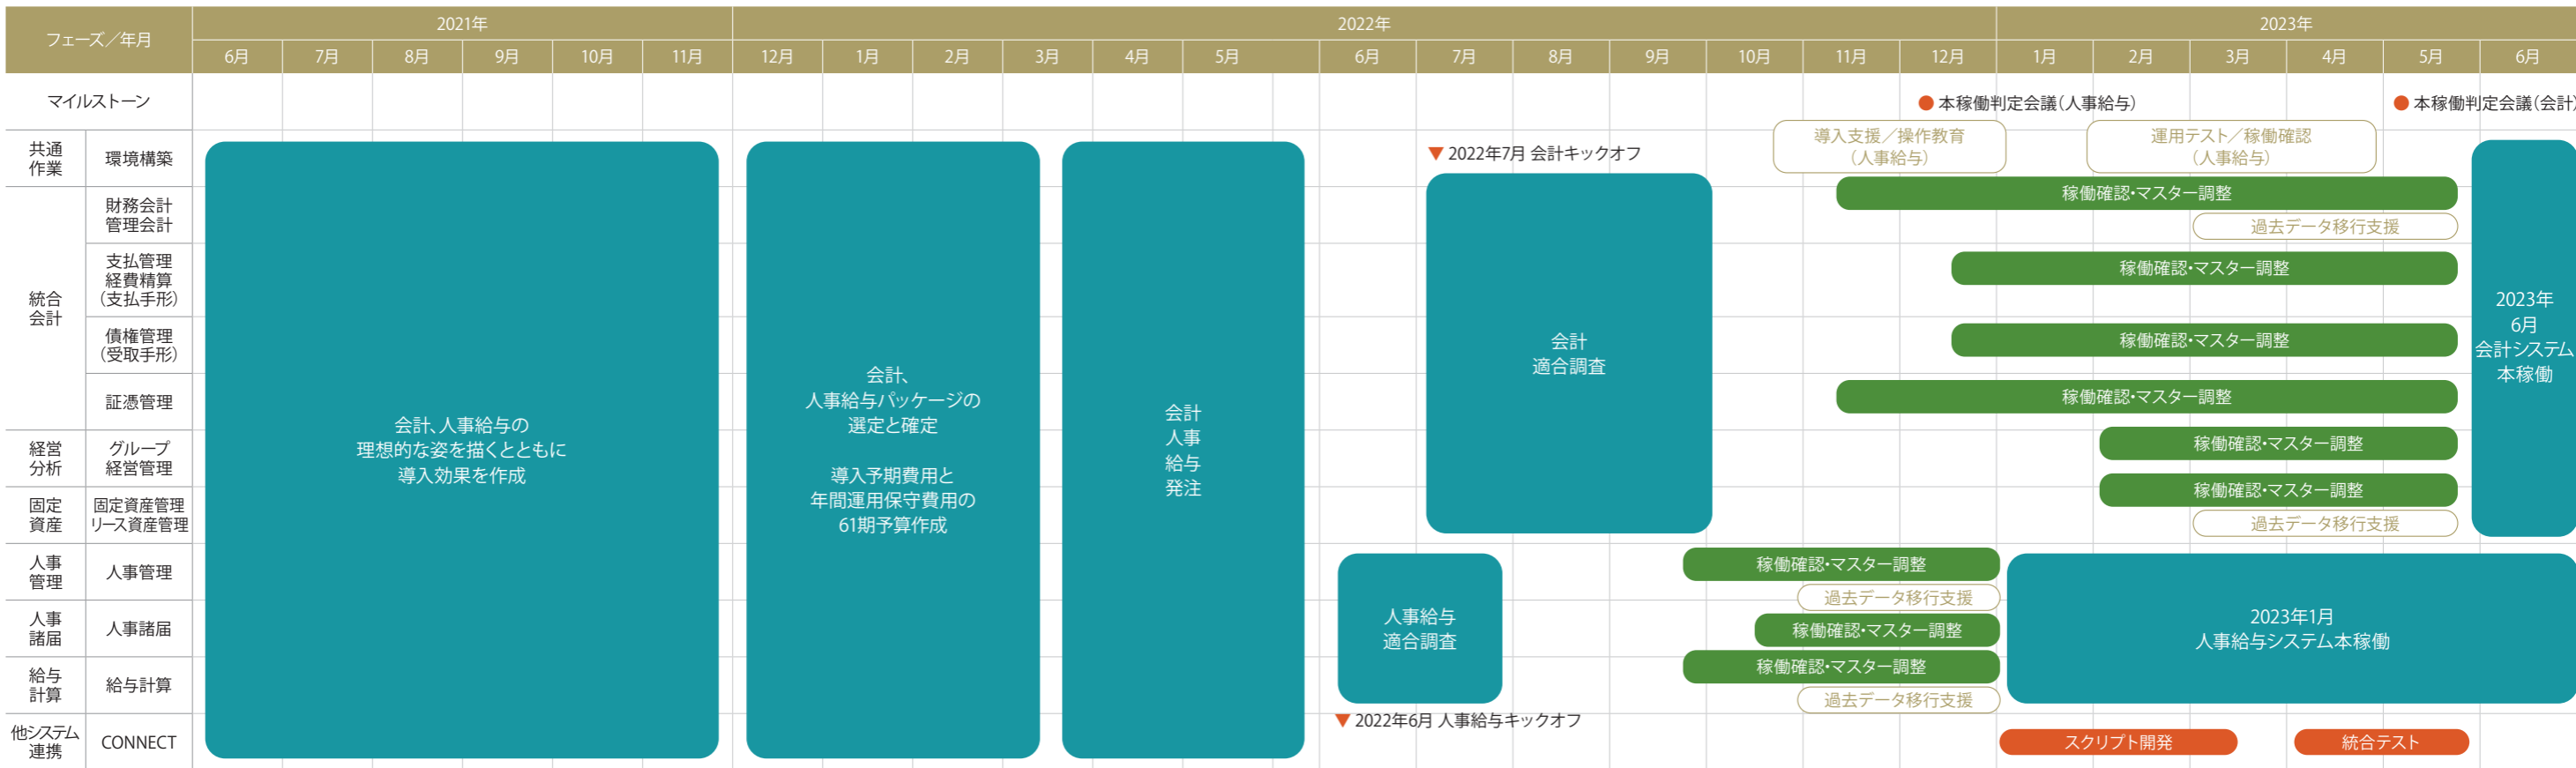 フェーズ／年月
2021年
2022年
2023年
6月
7月
8月
9月
10月
11月
12月
1月
2月
3月
4月
5月
6月
7月
8月
9月
10月
11月
12月
1月
2月
3月
4月
5月
6月
マイルストーン
本稼働判定会議（人事給与）
本稼働判定会議（会計）
共通
作業
環境構築
統合
会計
財務会計
管理会計
支払管理
経費精算
（支払手形）
債権管理
（受取手形）
証憑管理
経営
分析
グループ
経営管理
固定
資産
固定資産管理
リース資産管理
人事
管理
人事管理
人事
諸届
人事諸届
給与
計算
給与計算
他システム
連携
CONNECT
会計、人事給与の
理想的な姿を描くとともに
導入効果を作成
会計、
人事給与パッケージの
選定と確定
導入予期費用と
年間運用保守費用の
61期予算作成
会計
人事
給与
発注
▼ 2022年7月 会計キックオフ
会計
適合調査
人事給与
適合調査
▼ 2022年6月 人事給与キックオフ
導入支援／操作教育
（人事給与）
運用テスト／稼働確認
（人事給与）
稼働確認・マスター調整
過去データ移行支援
稼働確認・マスター調整
稼働確認・マスター調整
稼働確認・マスター調整
稼働確認・マスター調整
稼働確認・マスター調整
過去データ移行支援
稼働確認・マスター調整
過去データ移行支援
稼働確認・マスター調整
稼働確認・マスター調整
過去データ移行支援
2023年
6月
会計システム
本稼働
2023年1月
人事給与システム本稼働
スクリプト開発
統合テスト